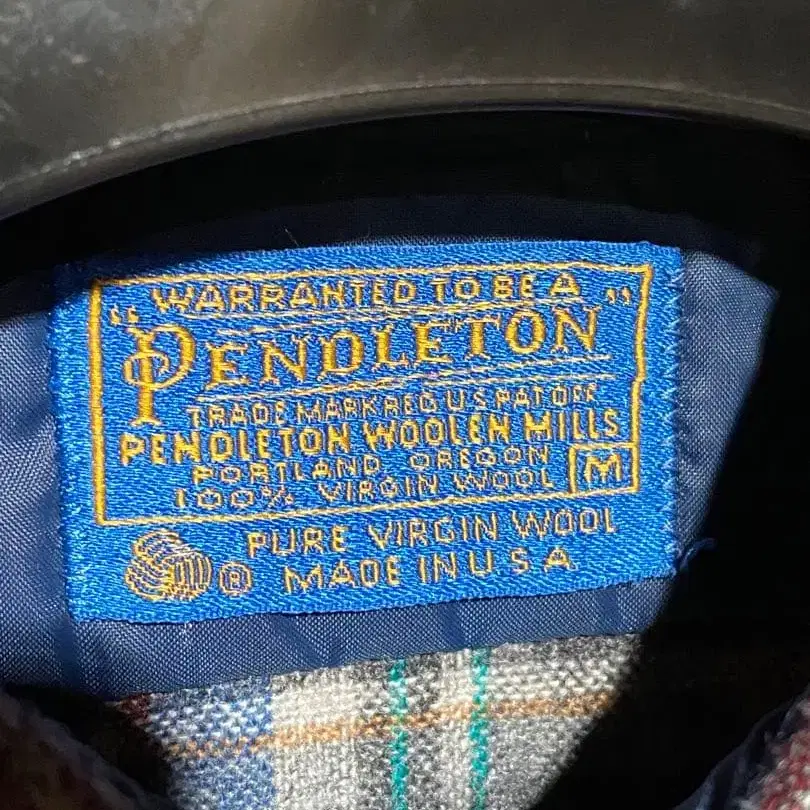 "WARRANTED TO BE A"
PENDLETON
TRADE MARK REG U.S. PAT OFF
PENDLETON WOOLEN MILLS
PORTLAND OREGON
100% VIRGIN WOOL M
PURE VIRGIN WOOL
® MADE IN U S A